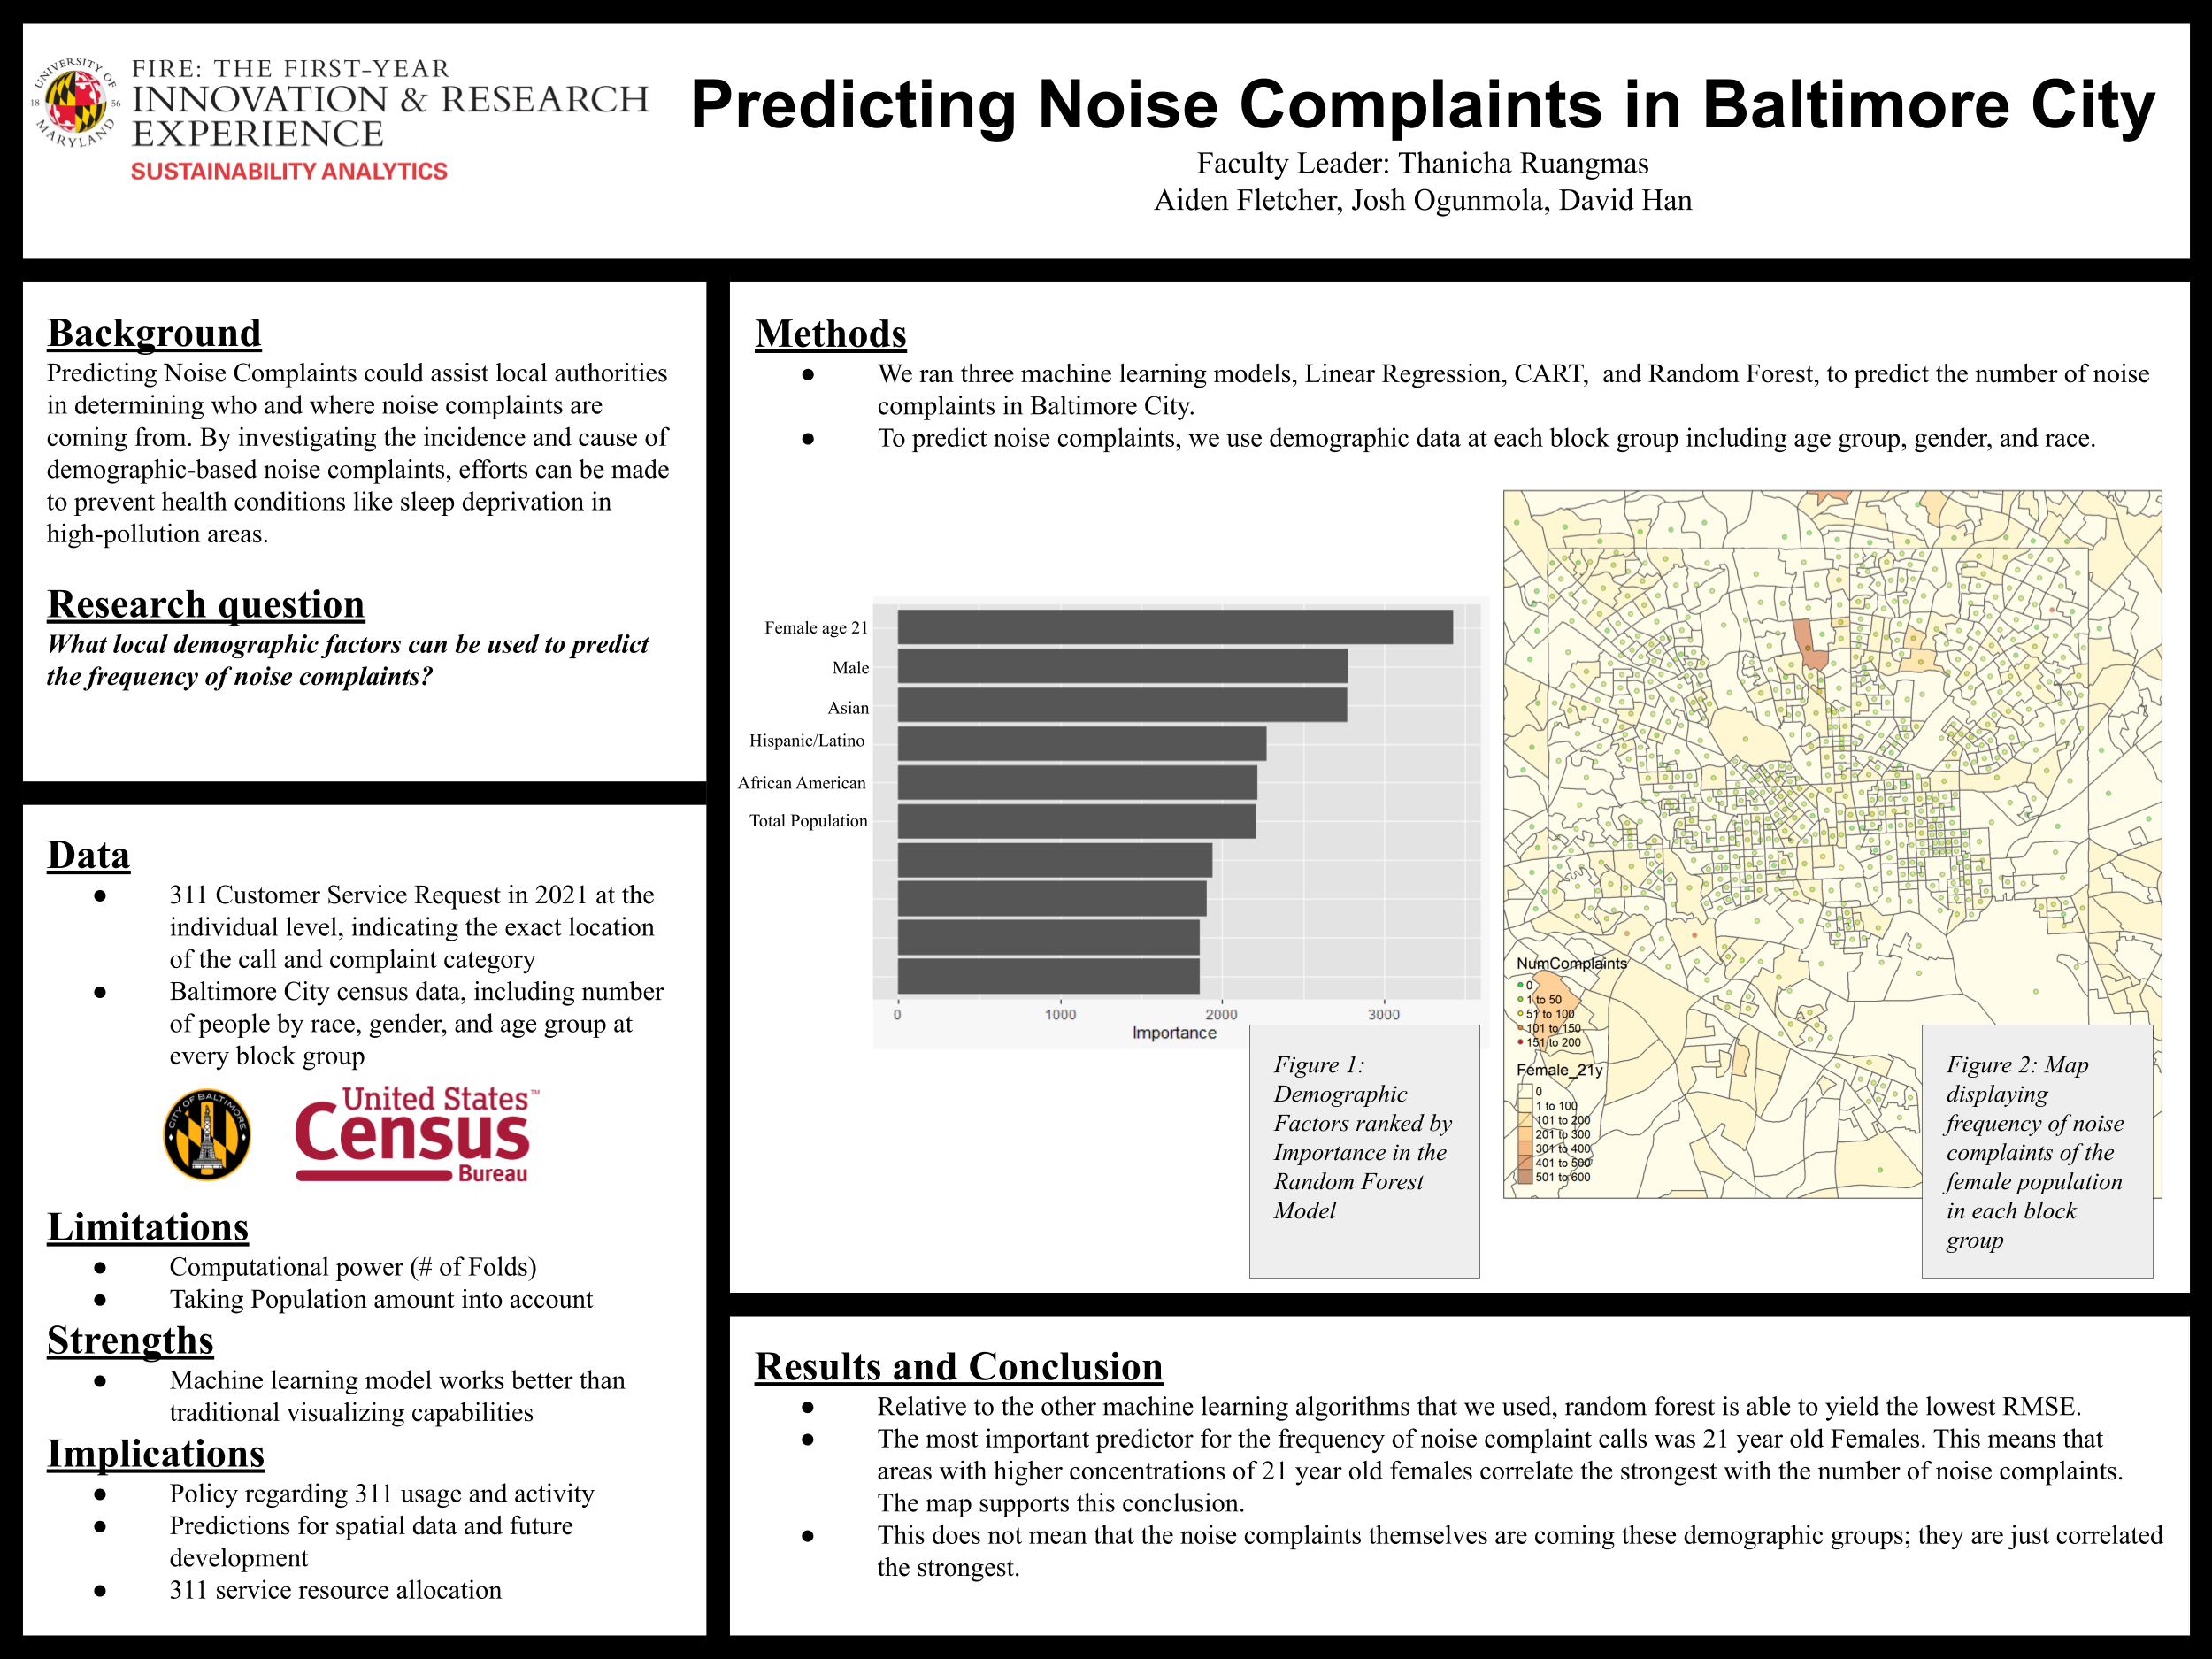 UNIVERSITY OF
18 56
MARYLAND
FIRE: THE FIRST-YEAR
INNOVATION & RESEARCH
EXPERIENCE
SUSTAINABILITY ANALYTICS
Predicting Noise Complaints in Baltimore City
Faculty Leader: Thanicha Ruangmas
Aiden Fletcher, Josh Ogunmola, David Han
Background
Predicting Noise Complaints could assist local authorities
in determining who and where noise complaints are
coming from. By investigating the incidence and cause of
demographic-based noise complaints, efforts can be made
to prevent health conditions like sleep deprivation in
high-pollution areas.
Research question
What local demographic factors can be used to predict
the frequency of noise complaints?
Data
● 311 Customer Service Request in 2021 at the
individual level, indicating the exact location
of the call and complaint category
● Baltimore City census data, including number
of people by race, gender, and age group at
every block group
CITY OF BALTIMORE
United States™
Census
Bureau
Limitations
● Computational power (# of Folds)
● Taking Population amount into account
Strengths
● Machine learning model works better than
traditional visualizing capabilities
Implications
● Policy regarding 311 usage and activity
● Predictions for spatial data and future
development
● 311 service resource allocation
Methods
● We ran three machine learning models, Linear Regression, CART, and Random Forest, to predict the number of noise
complaints in Baltimore City.
● To predict noise complaints, we use demographic data at each block group including age group, gender, and race.
Female age 21
Male
Asian
Hispanic/Latino
African American
Total Population
0 1000 2000 3000
Importance
Figure 1:
Demographic
Factors ranked by
Importance in the
Random Forest
Model
NumComplaints
0
1 to 50
51 to 100
101 to 150
151 to 200
Female_21y
0
1 to 100
101 to 200
201 to 300
301 to 400
401 to 500
501 to 600
Figure 2: Map
displaying
frequency of noise
complaints of the
female population
in each block
group
Results and Conclusion
● Relative to the other machine learning algorithms that we used, random forest is able to yield the lowest RMSE.
● The most important predictor for the frequency of noise complaint calls was 21 year old Females. This means that
areas with higher concentrations of 21 year old females correlate the strongest with the number of noise complaints.
The map supports this conclusion.
● This does not mean that the noise complaints themselves are coming these demographic groups; they are just correlated
the strongest.